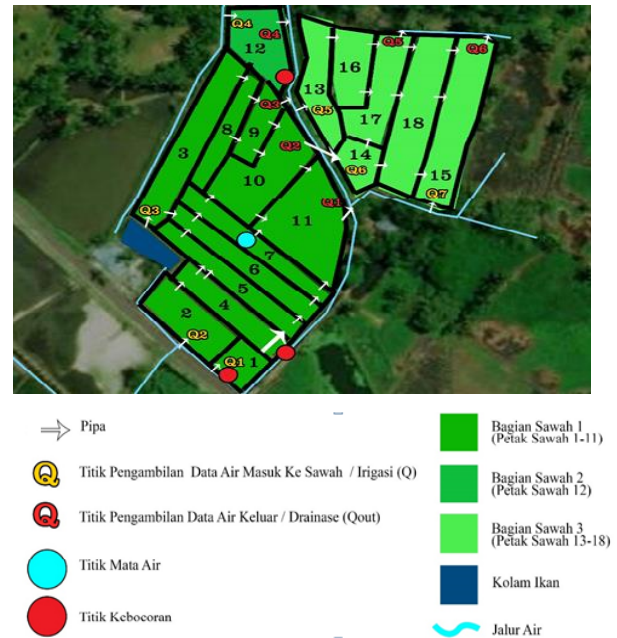 Q4
Q4
12
13
16
Q5
Q6
3
8
9
Q3
Q5
Q2
17
18
14
Q6
15
Q7
10
Q3
11
Q1
7
6
5
4
2
Q2
Q1
1
Pipa
Q Titik Pengambilan Data Air Masuk Ke Sawah / Irigasi (Q)
Q Titik Pengambilan Data Air Keluar / Drainase (Qout)
Titik Mata Air
Titik Kebocoran
Bagian Sawah 1
(Petak Sawah 1-11)
Bagian Sawah 2
(Petak Sawah 12)
Bagian Sawah 3
(Petak Sawah 13-18)
Kolam Ikan
Jalur Air